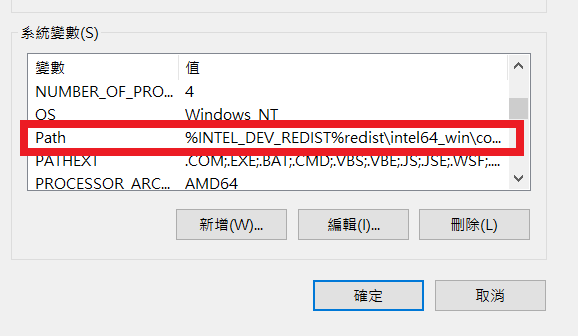 系統變數(S)
變數 值
NUMBER_OF_PRO... 4
OS Windows_NT
Path %INTEL_DEV_REDIST%redist\intel64_win\co...
PATHEXT .COM;.EXE;.BAT;.CMD;.VBS;.VBE;.JS;.JSE;.WSF;...
PROCESSOR_ARC... AMD64
新增(W)... 編輯(I)... 刪除(L)
確定 取消